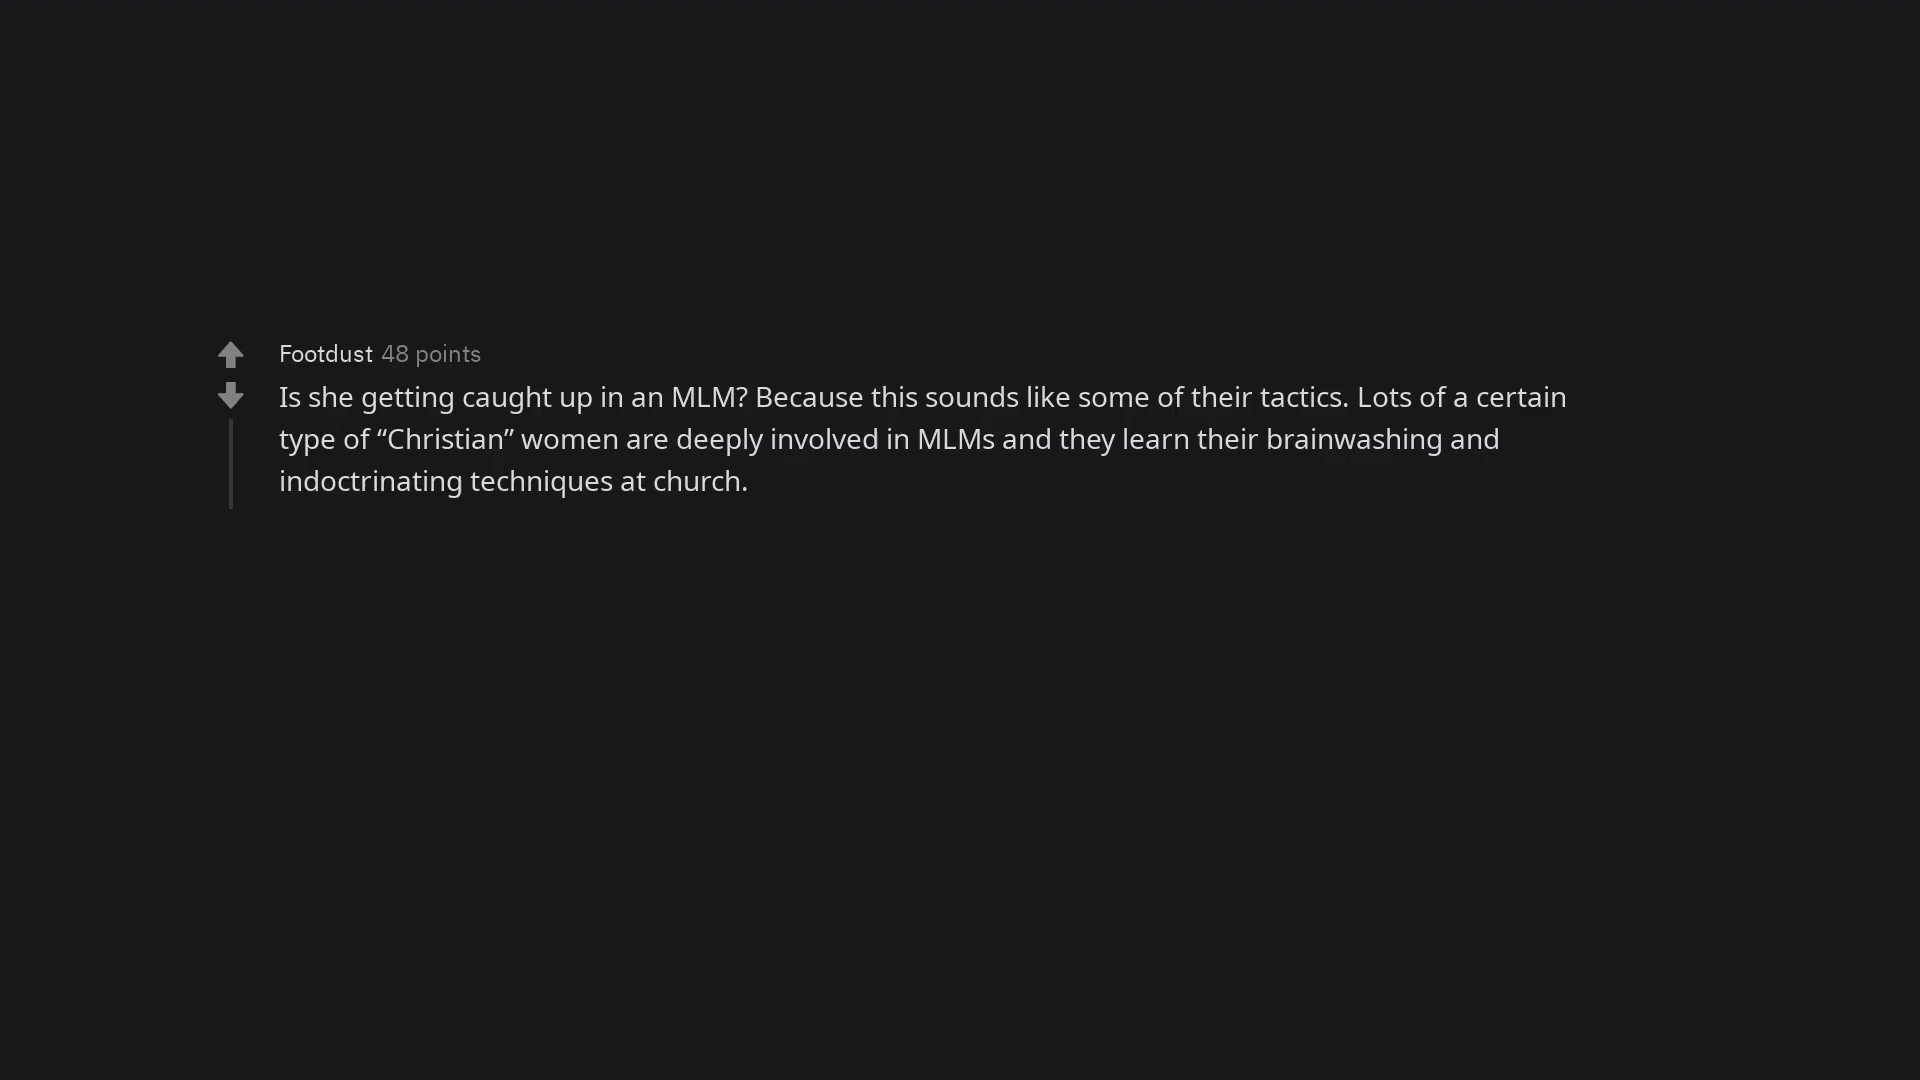 Footdust 48 points
Is she getting caught up in an MLM? Because this sounds like some of their tactics. Lots of a certain
type of “Christian” women are deeply involved in MLMs and they learn their brainwashing and
indoctrinating techniques at church.